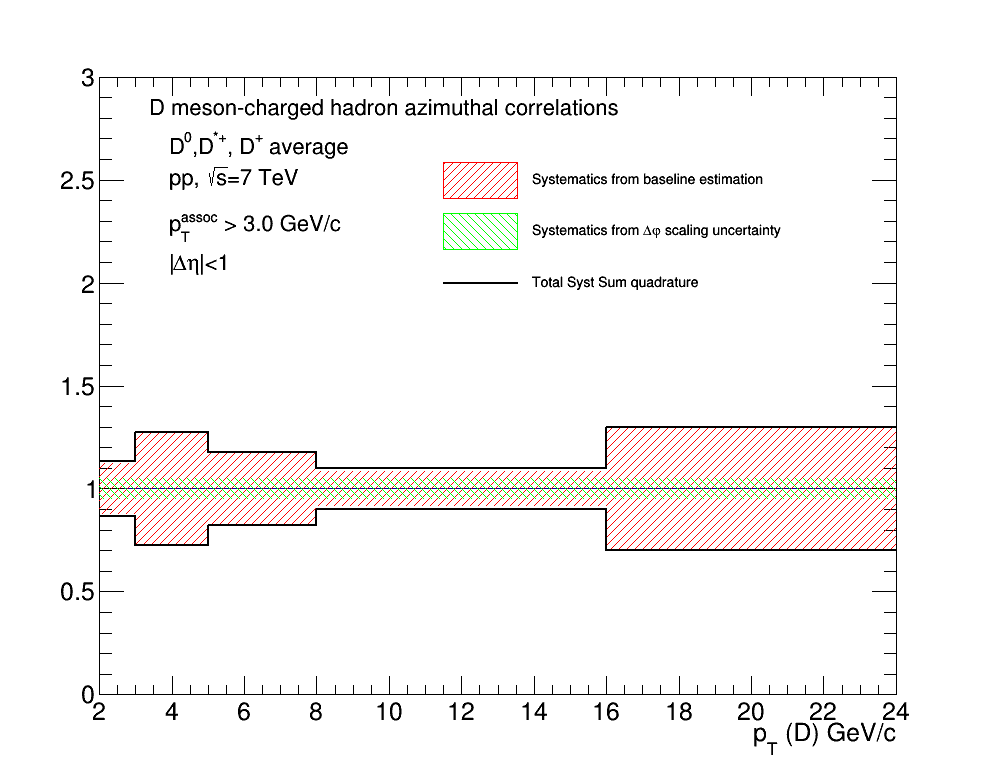 D meson-charged hadron azimuthal correlations
D⁰,D*⁺, D⁺ average
pp, √s=7 TeV
p_T^assoc > 3.0 GeV/c
|Δη|<1
Systematics from baseline estimation
Systematics from Δφ scaling uncertainty
Total Syst Sum quadrature
3
2.5
2
1.5
1
0.5
0
2 4 6 8 10 12 14 16 18 20 22 24
p_T (D) GeV/c